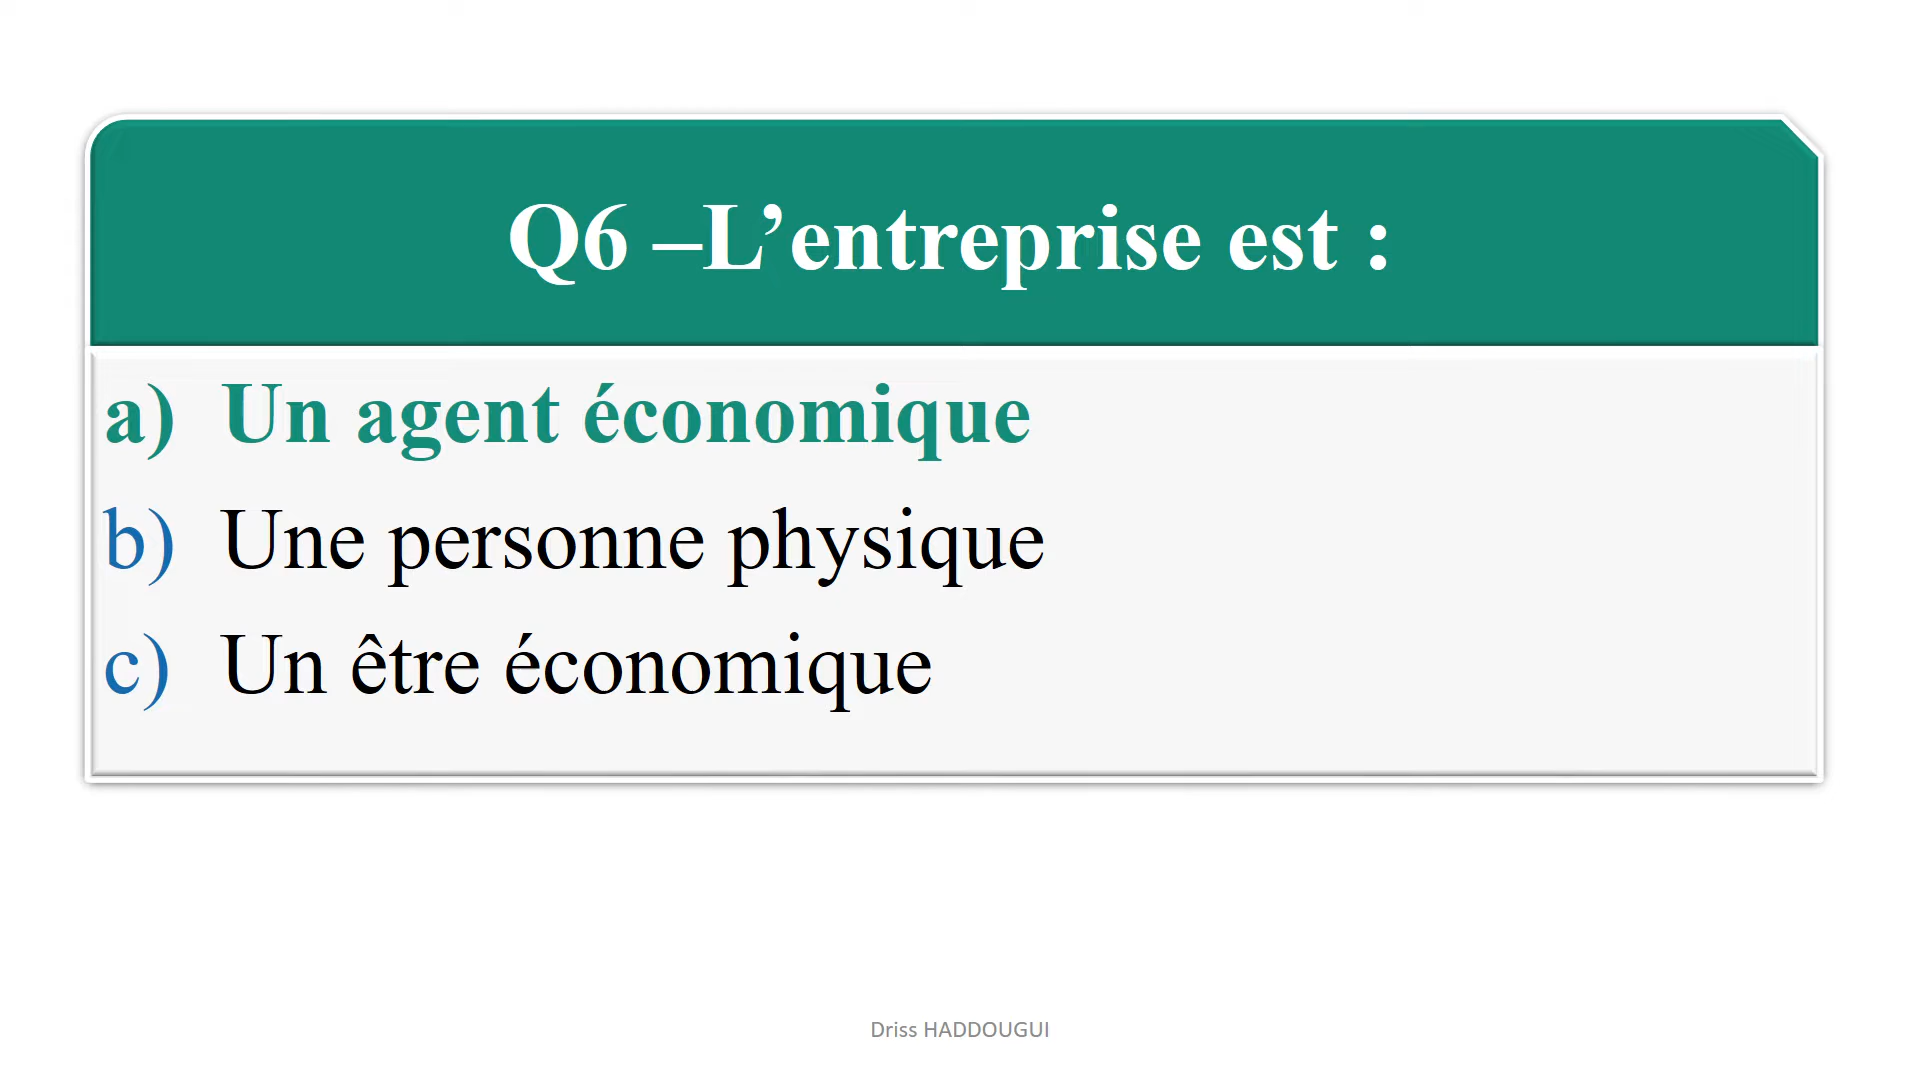 Q6 –L’entreprise est :
a) Un agent économique
b) Une personne physique
c) Un être économique
Driss HADDOUGUI